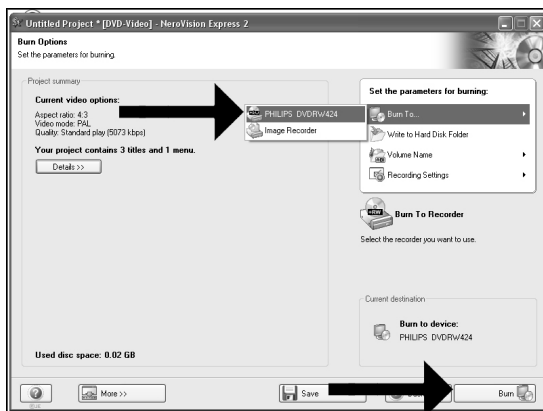 Untitled Project * [DVD-Video] - NeroVision Express 2
Burn Options
Set the parameters for burning.
Project summary
Current video options:
Aspect ratio: 4:3
Video mode: PAL
Quality: Standard play (5073 kbps)
Your project contains 3 titles and 1 menu.
Details >>
Used disc space: 0.02 GB
PHILIPS DVDRW424
Image Recorder
Set the parameters for burning:
Burn To...
Write to Hard Disk Folder
Volume Name
Recording Settings
Burn To Recorder
Select the recorder you want to use.
Current destination
Burn to device:
PHILIPS DVDRW424
More >>
Save
Burn